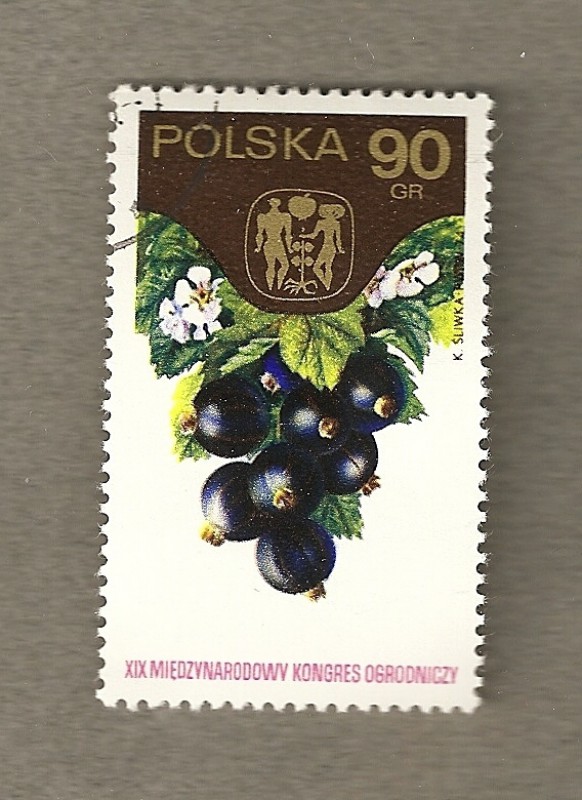 POLSKA 90
GR
K. ŚLIWKA
XIX MIĘDZYNARODOWY KONGRES OGRODNICZY